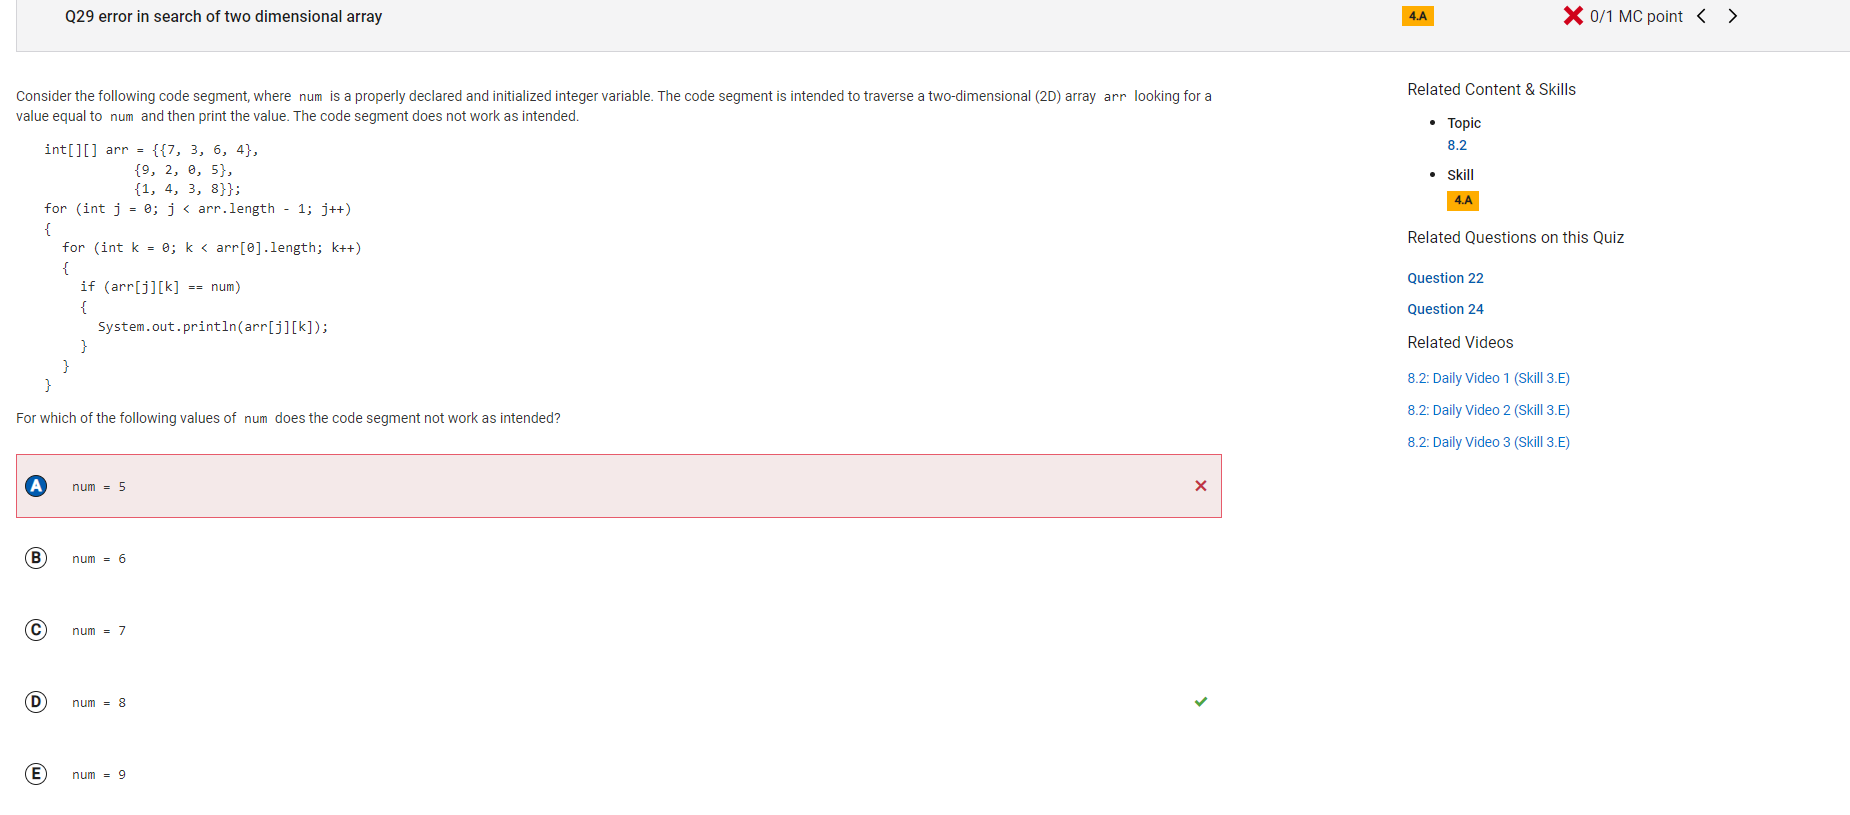 Q29 error in search of two dimensional array
4.A
0/1 MC point
Consider the following code segment, where num is a properly declared and initialized integer variable. The code segment is intended to traverse a two-dimensional (2D) array arr looking for a
value equal to num and then print the value. The code segment does not work as intended.
int[][] arr = {{7, 3, 6, 4},
{9, 2, 0, 5},
{1, 4, 3, 8}};
for (int j = 0; j < arr.length - 1; j++)
{
for (int k = 0; k < arr[0].length; k++)
{
if (arr[j][k] == num)
{
System.out.println(arr[j][k]);
}
}
}
For which of the following values of num does the code segment not work as intended?
A num = 5
B num = 6
C num = 7
D num = 8
E num = 9
Related Content & Skills
• Topic
8.2
• Skill
4.A
Related Questions on this Quiz
Question 22
Question 24
Related Videos
8.2: Daily Video 1 (Skill 3.E)
8.2: Daily Video 2 (Skill 3.E)
8.2: Daily Video 3 (Skill 3.E)